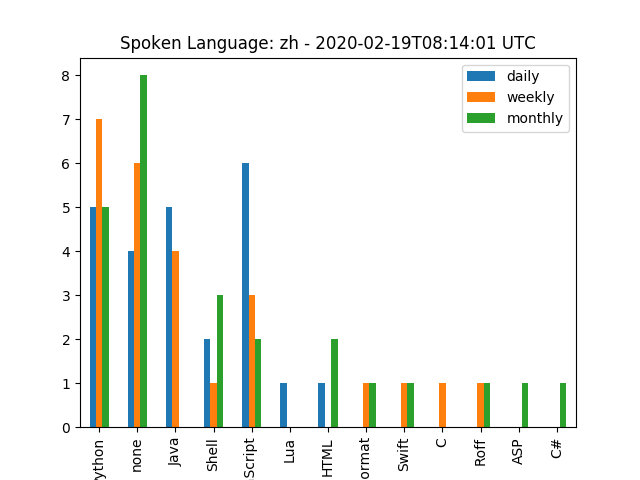 Spoken Language: zh - 2020-02-19T08:14:01 UTC
daily
weekly
monthly
8
7
6
5
4
3
2
1
0
ython
none
Java
Shell
Script
Lua
HTML
ormat
Swift
C
Roff
ASP
C#